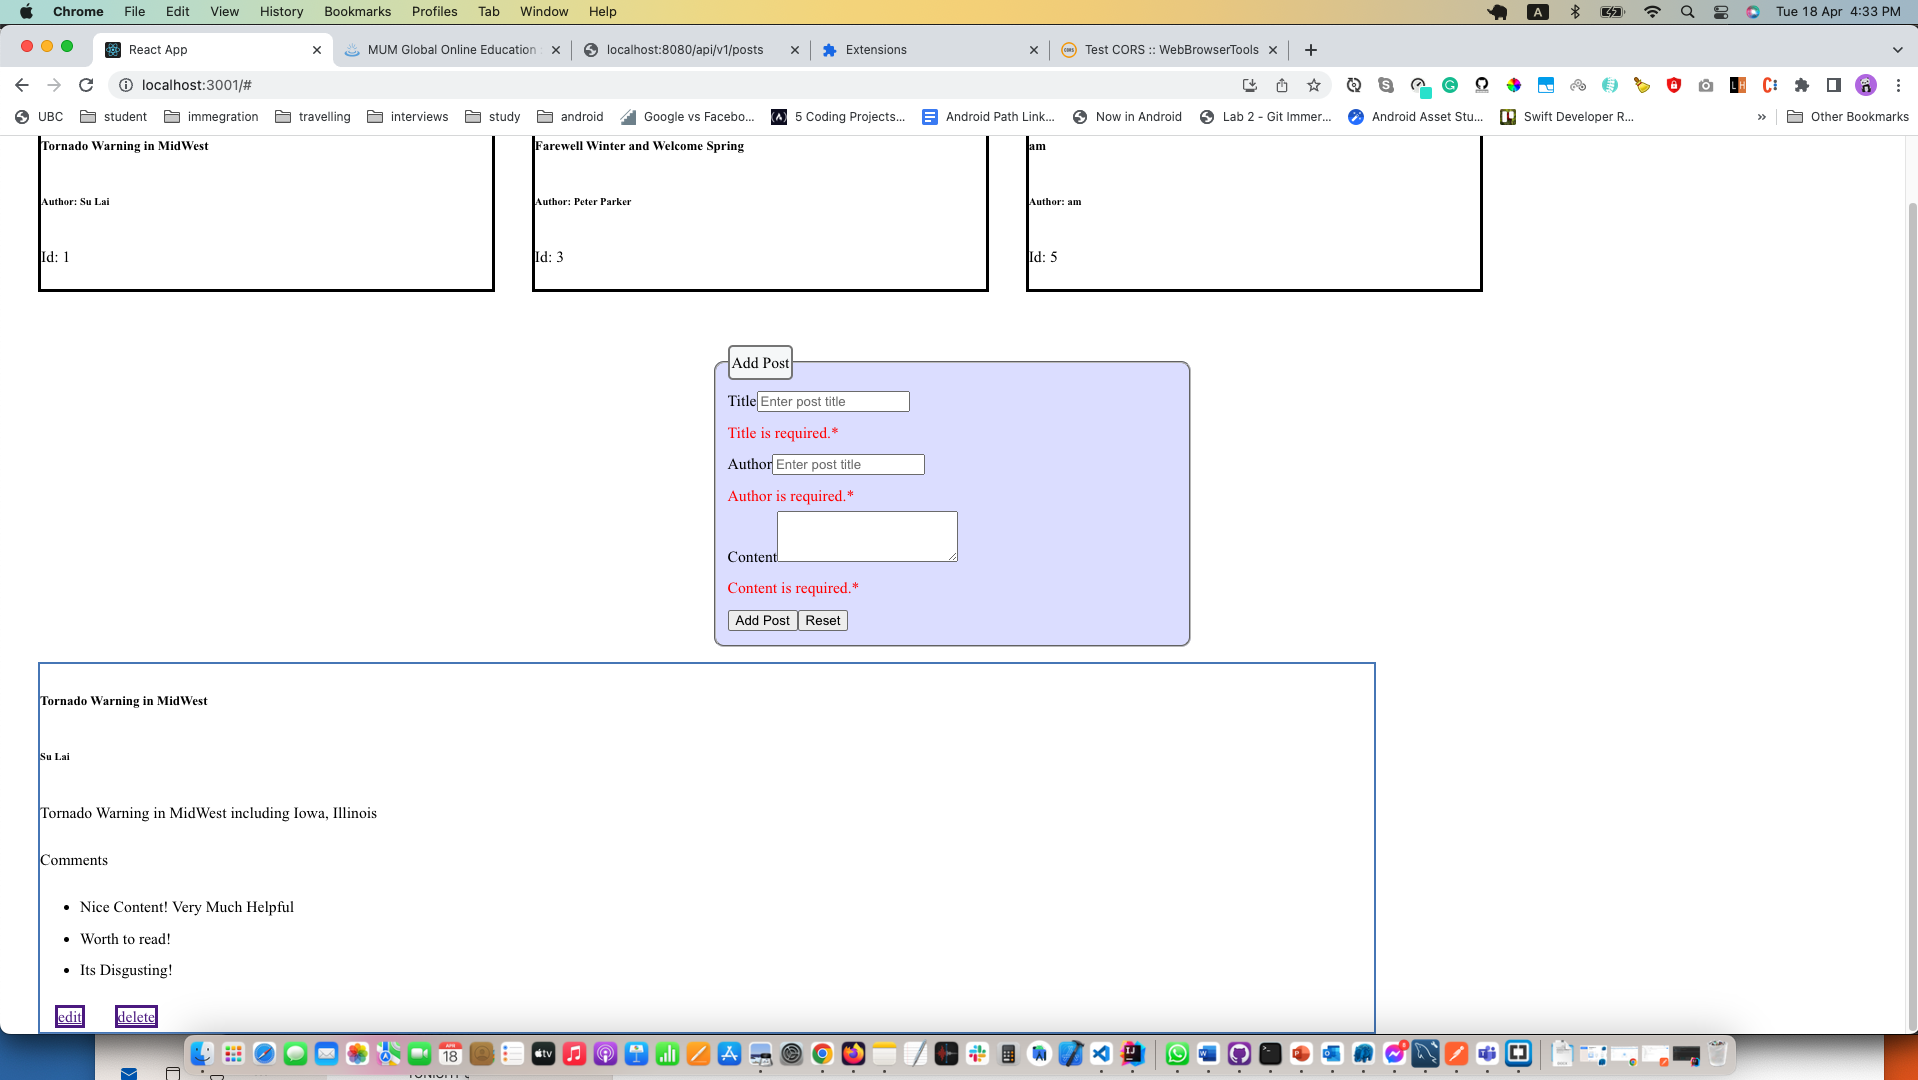 Chrome File Edit View History Bookmarks Profiles Tab Window Help A Tue 18 Apr 4:33 PM
React App MUM Global Online Education localhost:8080/api/v1/posts Extensions Test CORS :: WebBrowserTools
localhost:3001/#
UBC student immegration travelling interviews study android Google vs Facebo... 5 Coding Projects... Android Path Link... Now in Android Lab 2 - Git Immer... Android Asset Stu... Swift Developer R... » Other Bookmarks
Tornado Warning in MidWest Farewell Winter and Welcome Spring am
Author: Su Lai Author: Peter Parker Author: am
Id: 1 Id: 3 Id: 5
Add Post
Title Enter post title
Title is required.*
Author Enter post title
Author is required.*
Content
Content is required.*
Add Post Reset
Tornado Warning in MidWest
Su Lai
Tornado Warning in MidWest including Iowa, Illinois
Comments
Nice Content! Very Much Helpful
Worth to read!
Its Disgusting!
edit delete
APR
18
tv